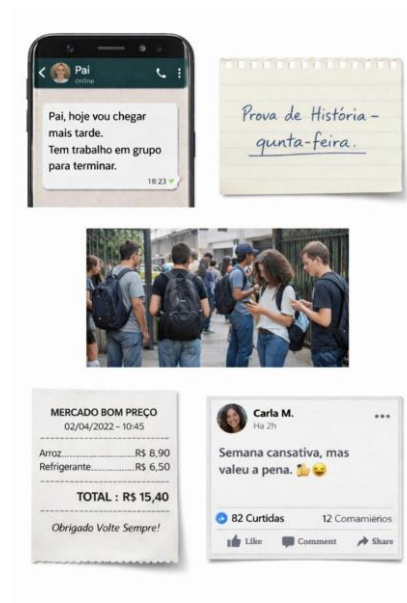 Pai
online
Pai, hoje vou chegar
mais tarde.
Tem trabalho em grupo
para terminar.
18:23
Prova de História -
qunta-feira.
MERCADO BOM PREÇO
02/04/2022 - 10:45
Arroz..................R$ 8,90
Refrigerante............R$ 6,50
TOTAL : R$ 15,40
Obrigado Volte Sempre!
Carla M.
Ha 2h
Semana cansativa, mas
valeu a pena. 💪😄
82 Curtidas 12 Comamiérios
Like Comment Share